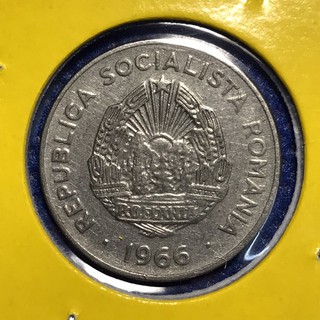 REPUBLICA SOCIALISTA ROMANIA
· 1966 ·